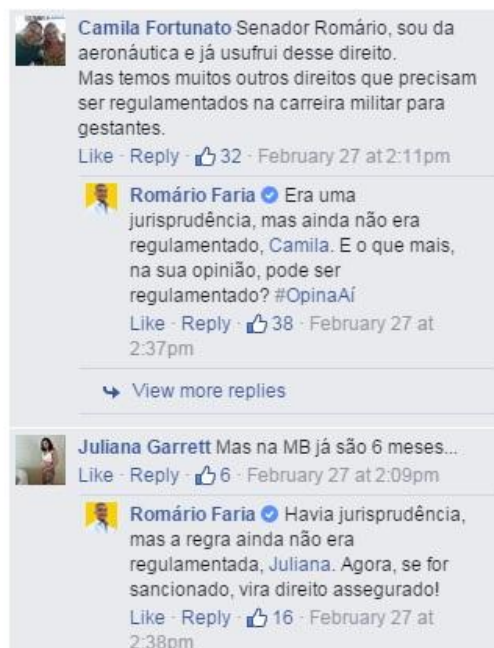 Camila Fortunato Senador Romário, sou da
aeronáutica e já usufrui desse direito.
Mas temos muitos outros direitos que precisam
ser regulamentados na carreira militar para
gestantes.
Like · Reply · 32 · February 27 at 2:11pm
Romário Faria Era uma
jurisprudência, mas ainda não era
regulamentado, Camila. E o que mais,
na sua opinião, pode ser
regulamentado? #OpinaAí
Like · Reply · 38 · February 27 at
2:37pm
View more replies
Juliana Garrett Mas na MB já são 6 meses...
Like · Reply · 6 · February 27 at 2:09pm
Romário Faria Havia jurisprudência,
mas a regra ainda não era
regulamentada, Juliana. Agora, se for
sancionado, vira direito assegurado!
Like · Reply · 16 · February 27 at
2:38pm